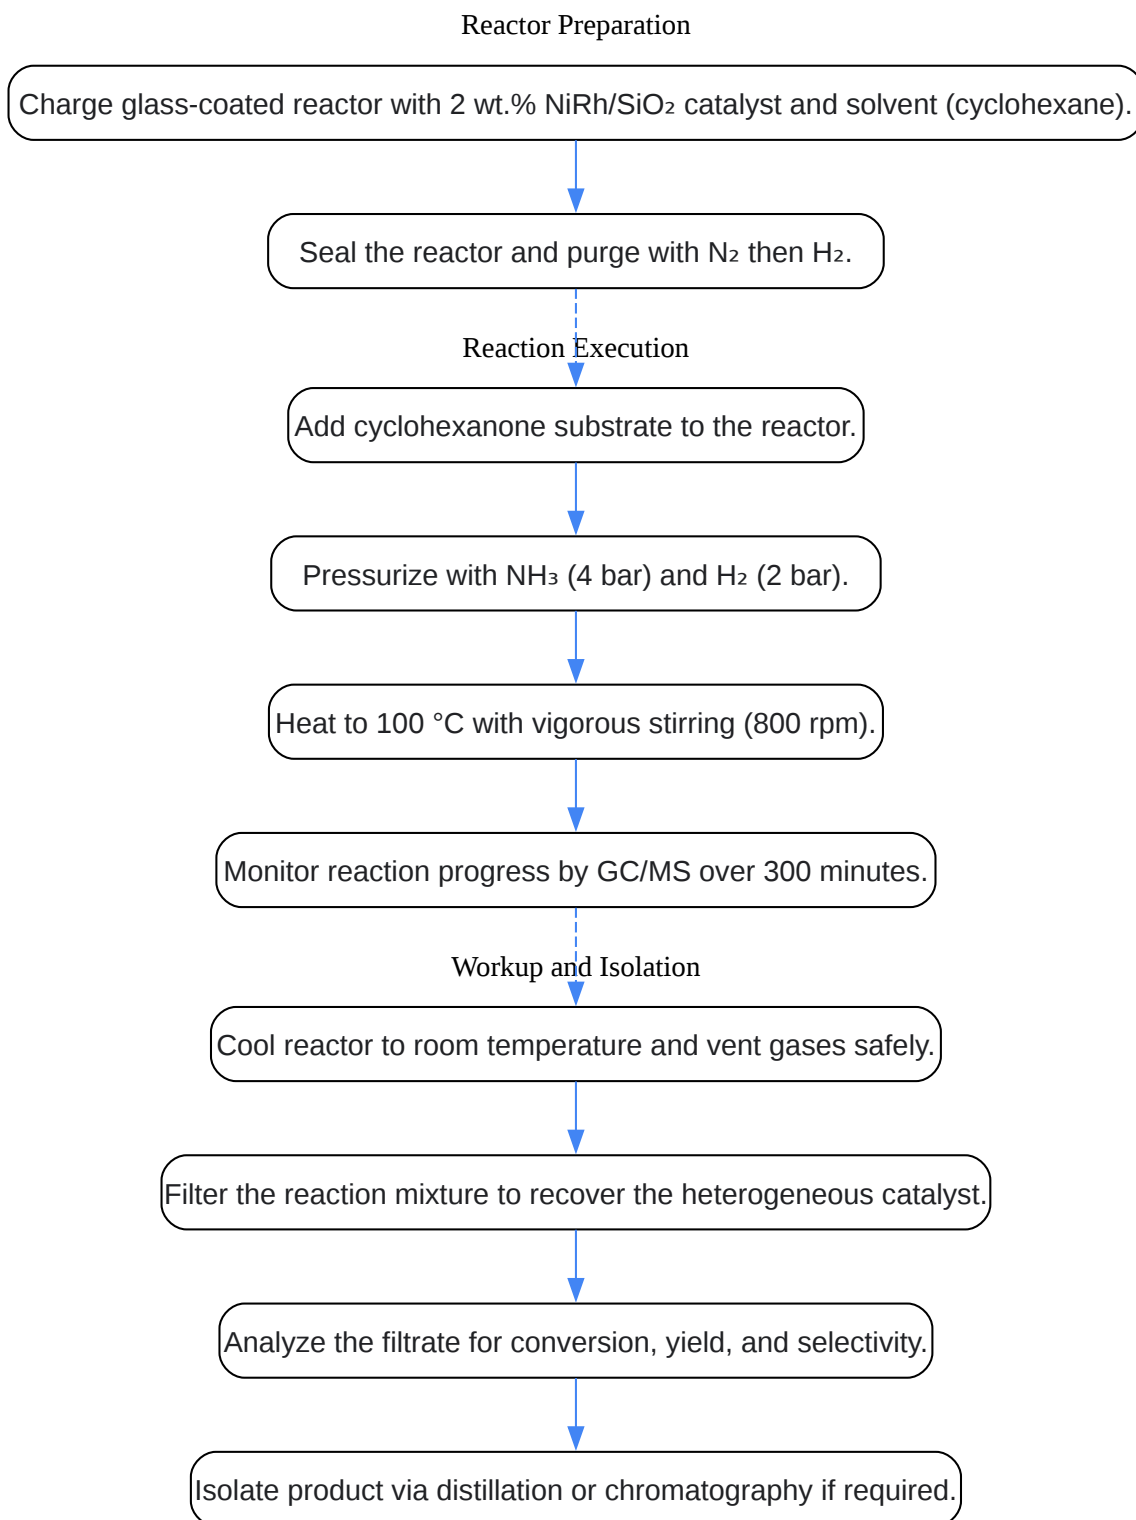 Reactor Preparation
Charge glass-coated reactor with 2 wt.% NiRh/SiO₂ catalyst and solvent (cyclohexane).
Seal the reactor and purge with N₂ then H₂.
Reaction Execution
Add cyclohexanone substrate to the reactor.
Pressurize with NH₃ (4 bar) and H₂ (2 bar).
Heat to 100 °C with vigorous stirring (800 rpm).
Monitor reaction progress by GC/MS over 300 minutes.
Workup and Isolation
Cool reactor to room temperature and vent gases safely.
Filter the reaction mixture to recover the heterogeneous catalyst.
Analyze the filtrate for conversion, yield, and selectivity.
Isolate product via distillation or chromatography if required.